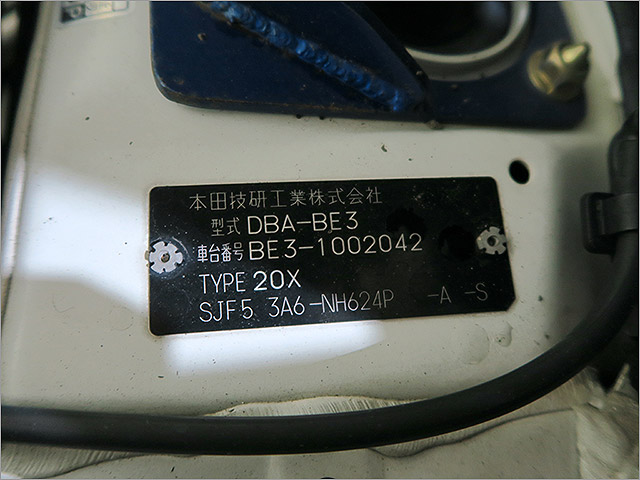 本田技研工業株式会社
型式 DBA-BE3
車台番号 BE3-1002042
TYPE 20X
SJF5 3A6-NH624P -A -S